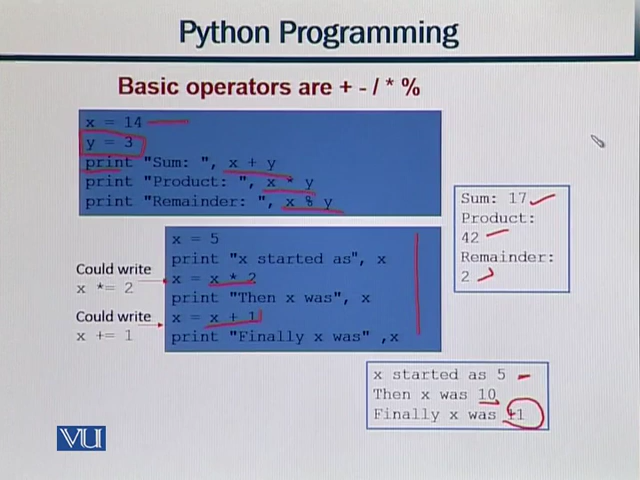 Python Programming
Basic operators are + - / * %
x = 14
y = 3
print "Sum: ", x + y
print "Product: ", x * y
print "Remainder: ", x % y
Sum: 17
Product:
42
Remainder:
2
x = 5
print "x started as", x
x = x * 2
print "Then x was", x
x = x + 1
print "Finally x was" ,x
Could write
x *= 2
Could write
x += 1
x started as 5
Then x was 10
Finally x was 11
VU